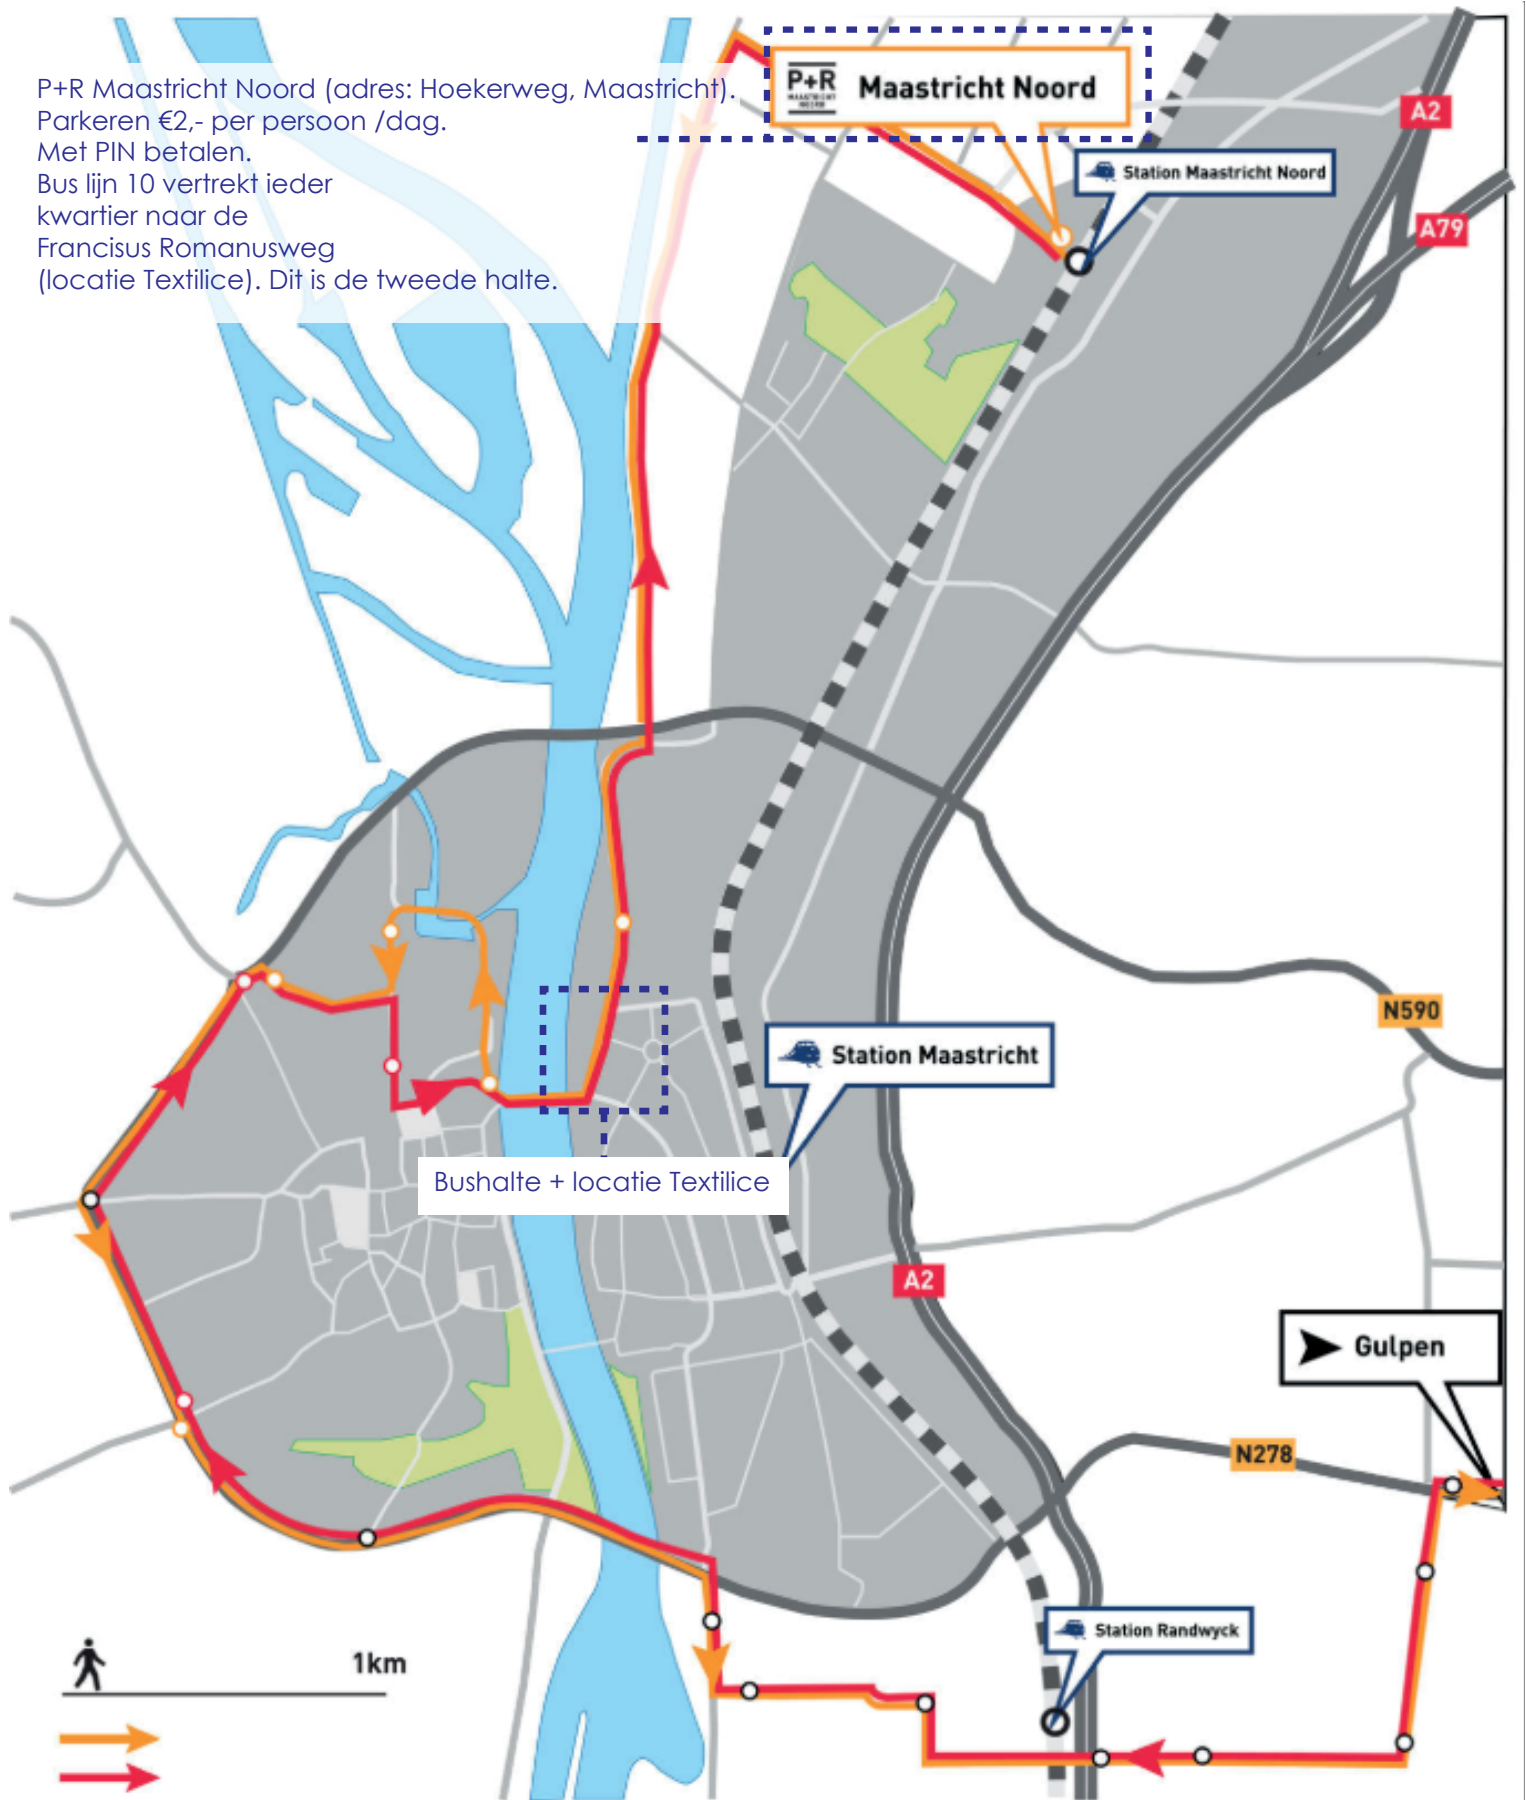 P+R Maastricht Noord (adres: Hoekerweg, Maastricht).
Parkeren €2,- per persoon /dag.
Met PIN betalen.
Bus lijn 10 vertrekt ieder
kwartier naar de
Francisus Romanusweg
(locatie Textilice). Dit is de tweede halte.
P+R
MAASTRICHT
NOORD
Maastricht Noord
A2
Station Maastricht Noord
A79
N590
Station Maastricht
Bushalte + locatie Textilice
A2
Gulpen
N278
Station Randwyck
1km